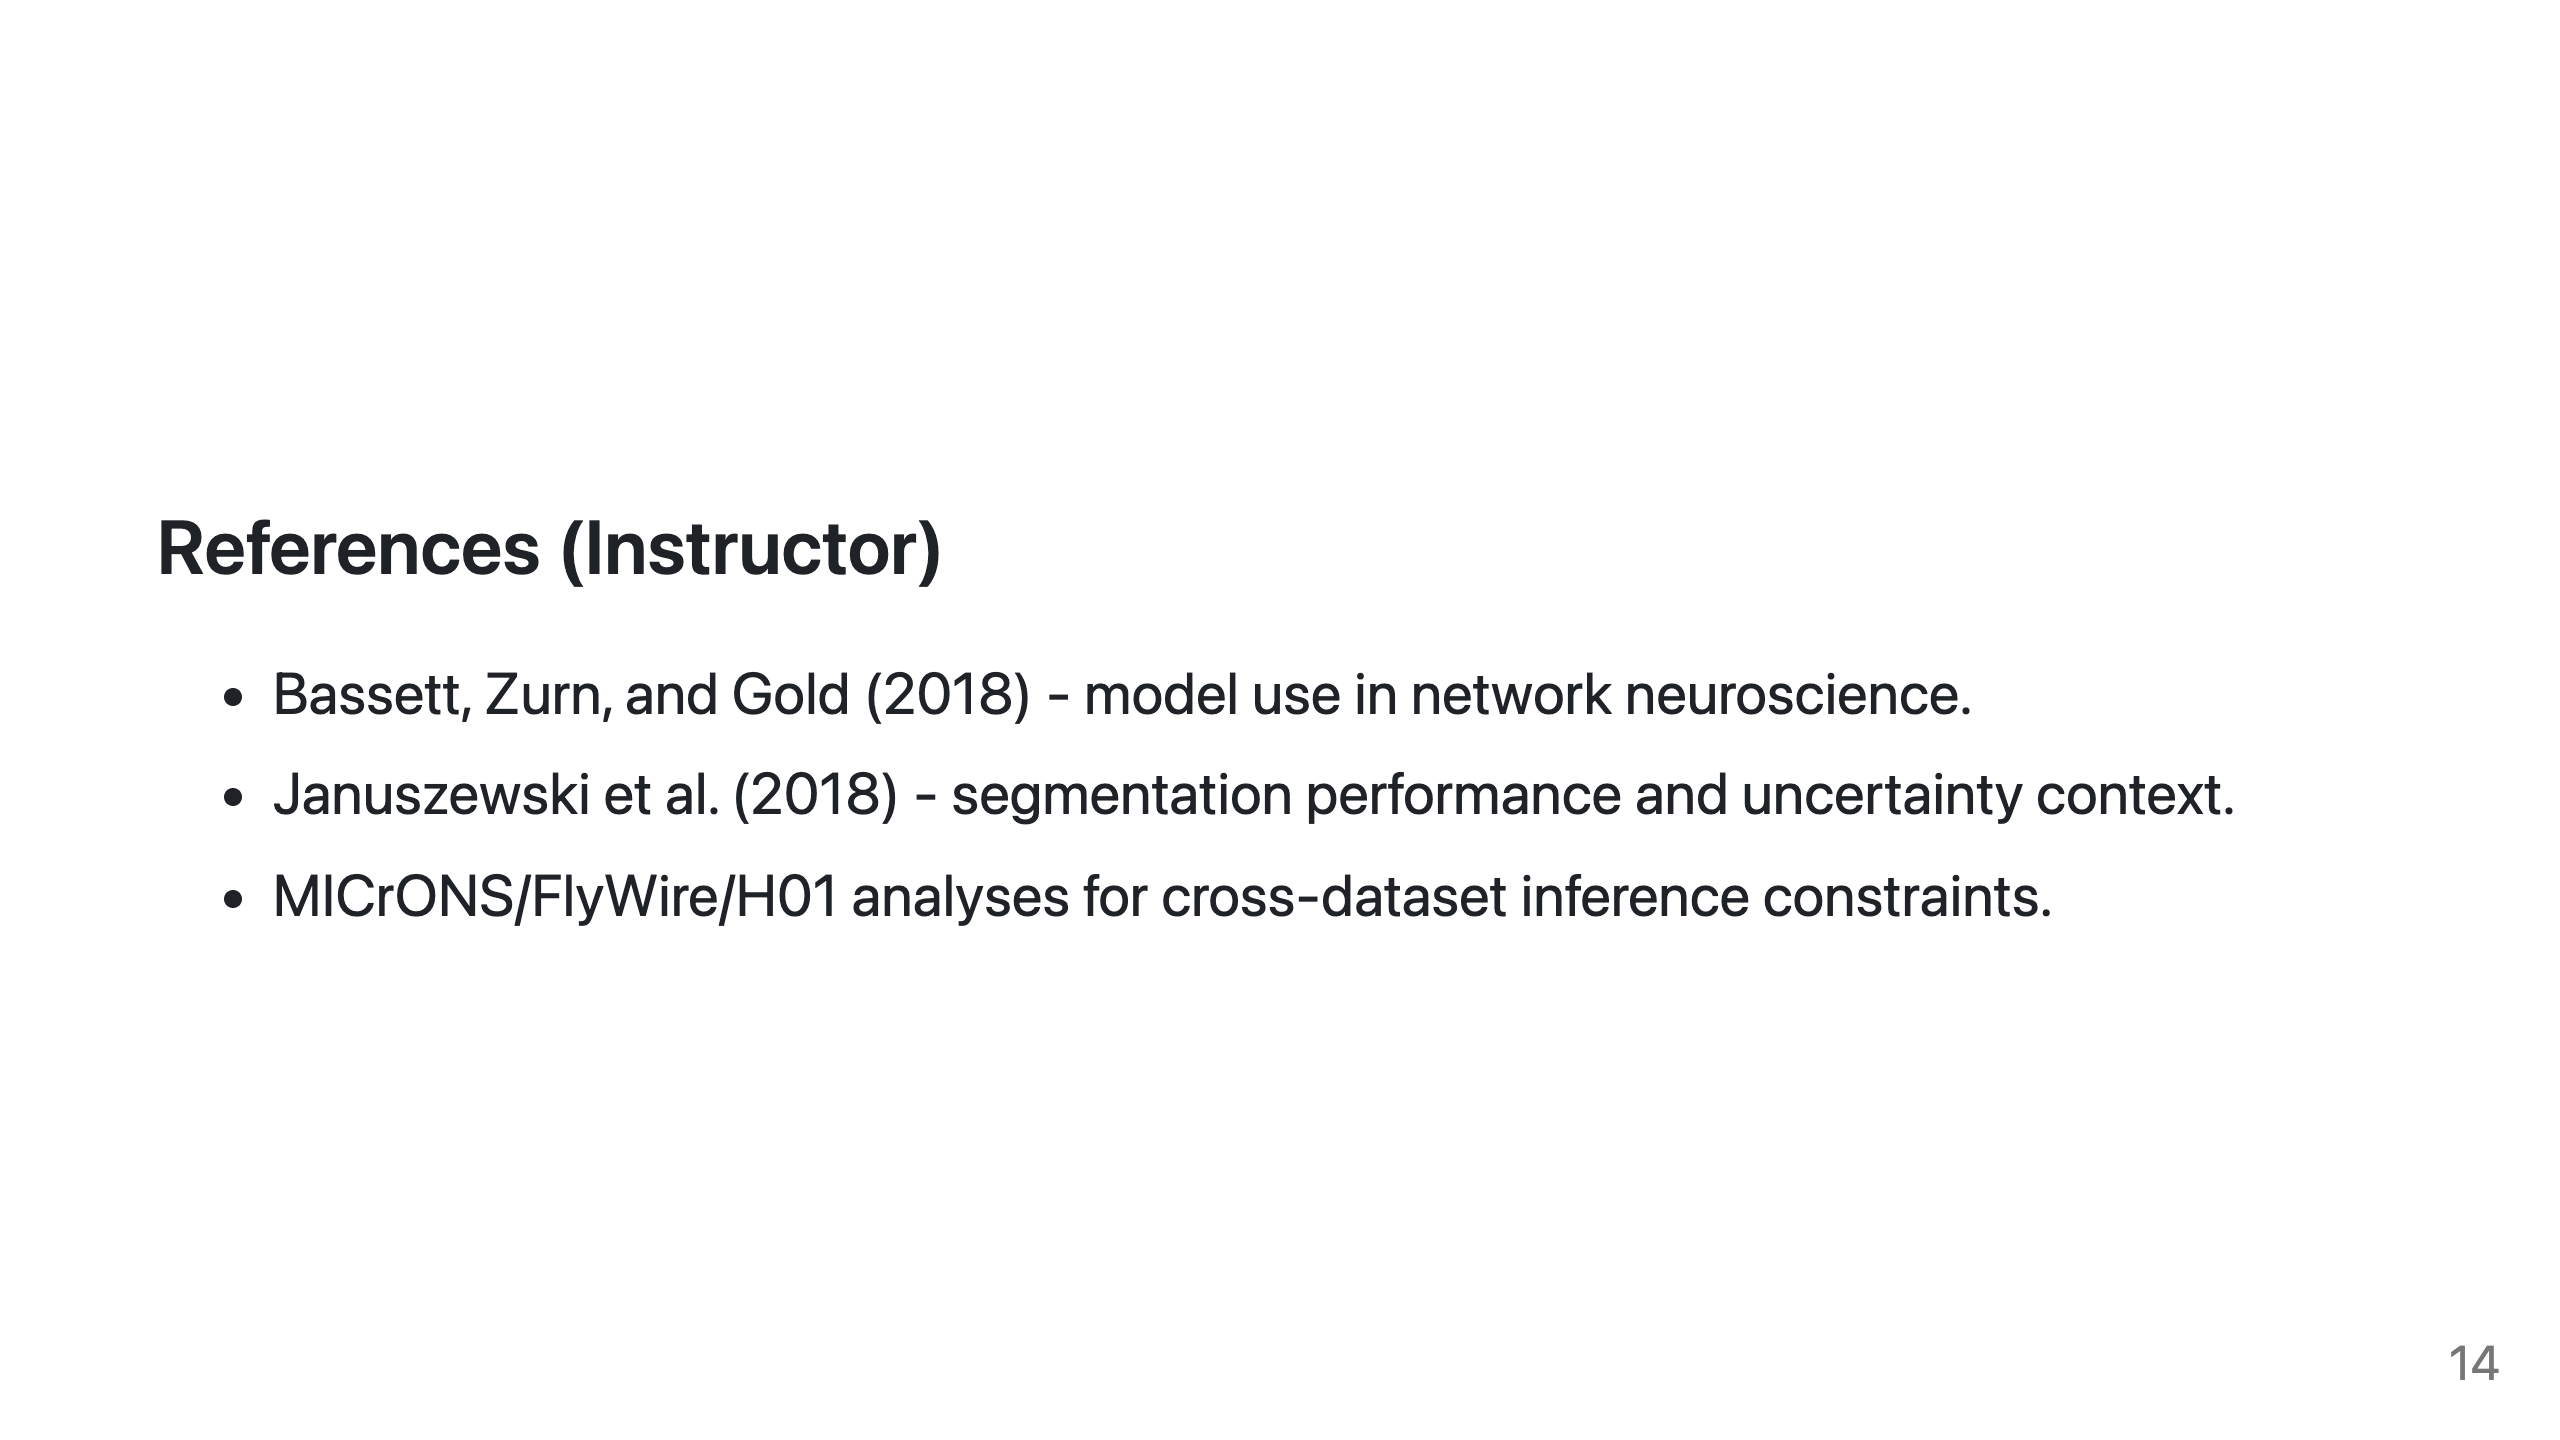 References (Instructor)
• Bassett, Zurn, and Gold (2018) - model use in network neuroscience.
• Januszewski et al. (2018) - segmentation performance and uncertainty context.
• MICrONS/FlyWire/H01 analyses for cross-dataset inference constraints.
14